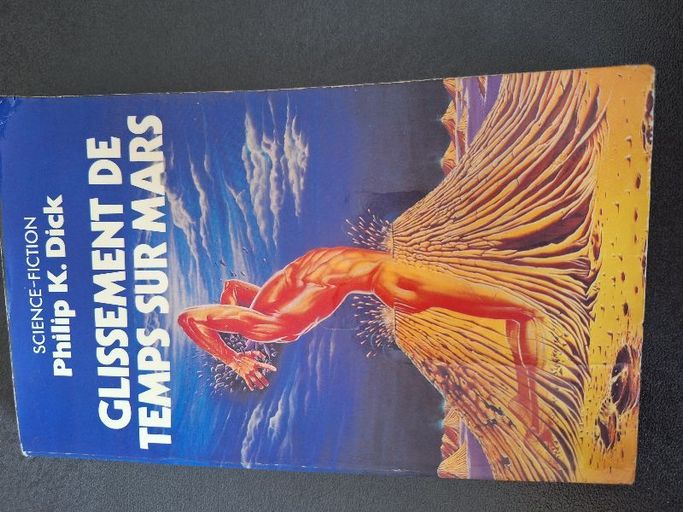 SCIENCE-FICTION
Philip K. Dick
GLISSEMENT DE
TEMPS SUR MARS